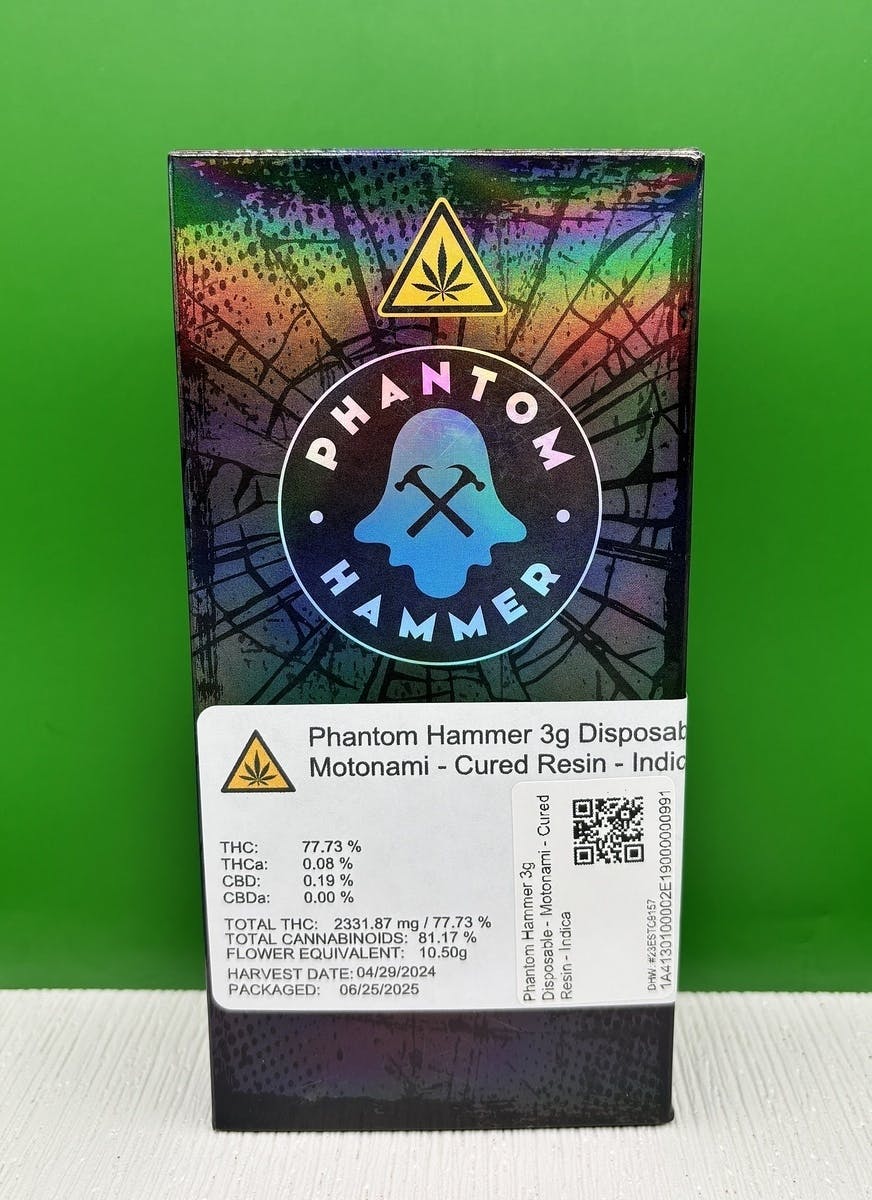 PHANTOM
HAMMER
Phantom Hammer 3g Disposab
Motonami - Cured Resin - Indic
THC: 77.73 %
THCa: 0.08 %
CBD: 0.19 %
CBDa: 0.00 %
TOTAL THC: 2331.87 mg / 77.73 %
TOTAL CANNABINOIDS: 81.17 %
FLOWER EQUIVALENT: 10.50g
HARVEST DATE: 04/29/2024
PACKAGED: 06/25/2025
Phantom Hammer 3g
Disposable - Motonami - Cured
Resin - Indica
DHW.:#23ESTC9157
1A4130100002E19000000991